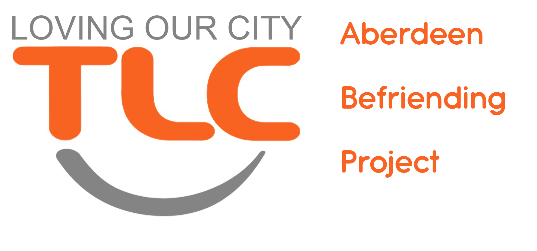 LOVING OUR CITY
TLC
Aberdeen
Befriending
Project